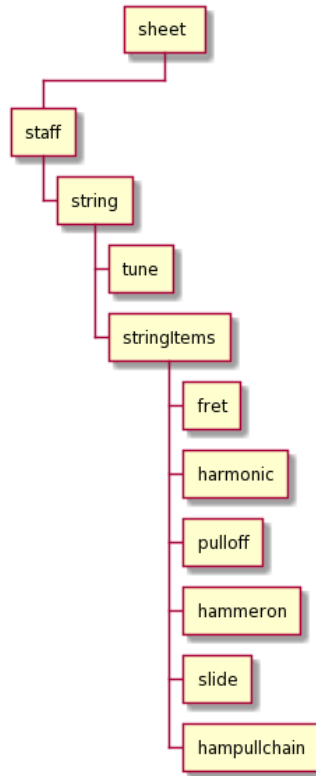 sheet
staff
string
tune
stringItems
fret
harmonic
pulloff
hammeron
slide
hampullchain